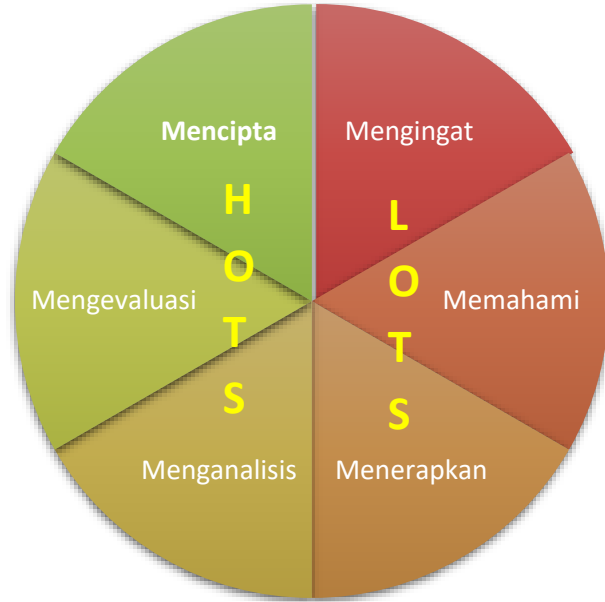 Mencipta
Mengingat
H
O
T
S
L
O
T
S
Mengevaluasi
Memahami
Menganalisis
Menerapkan